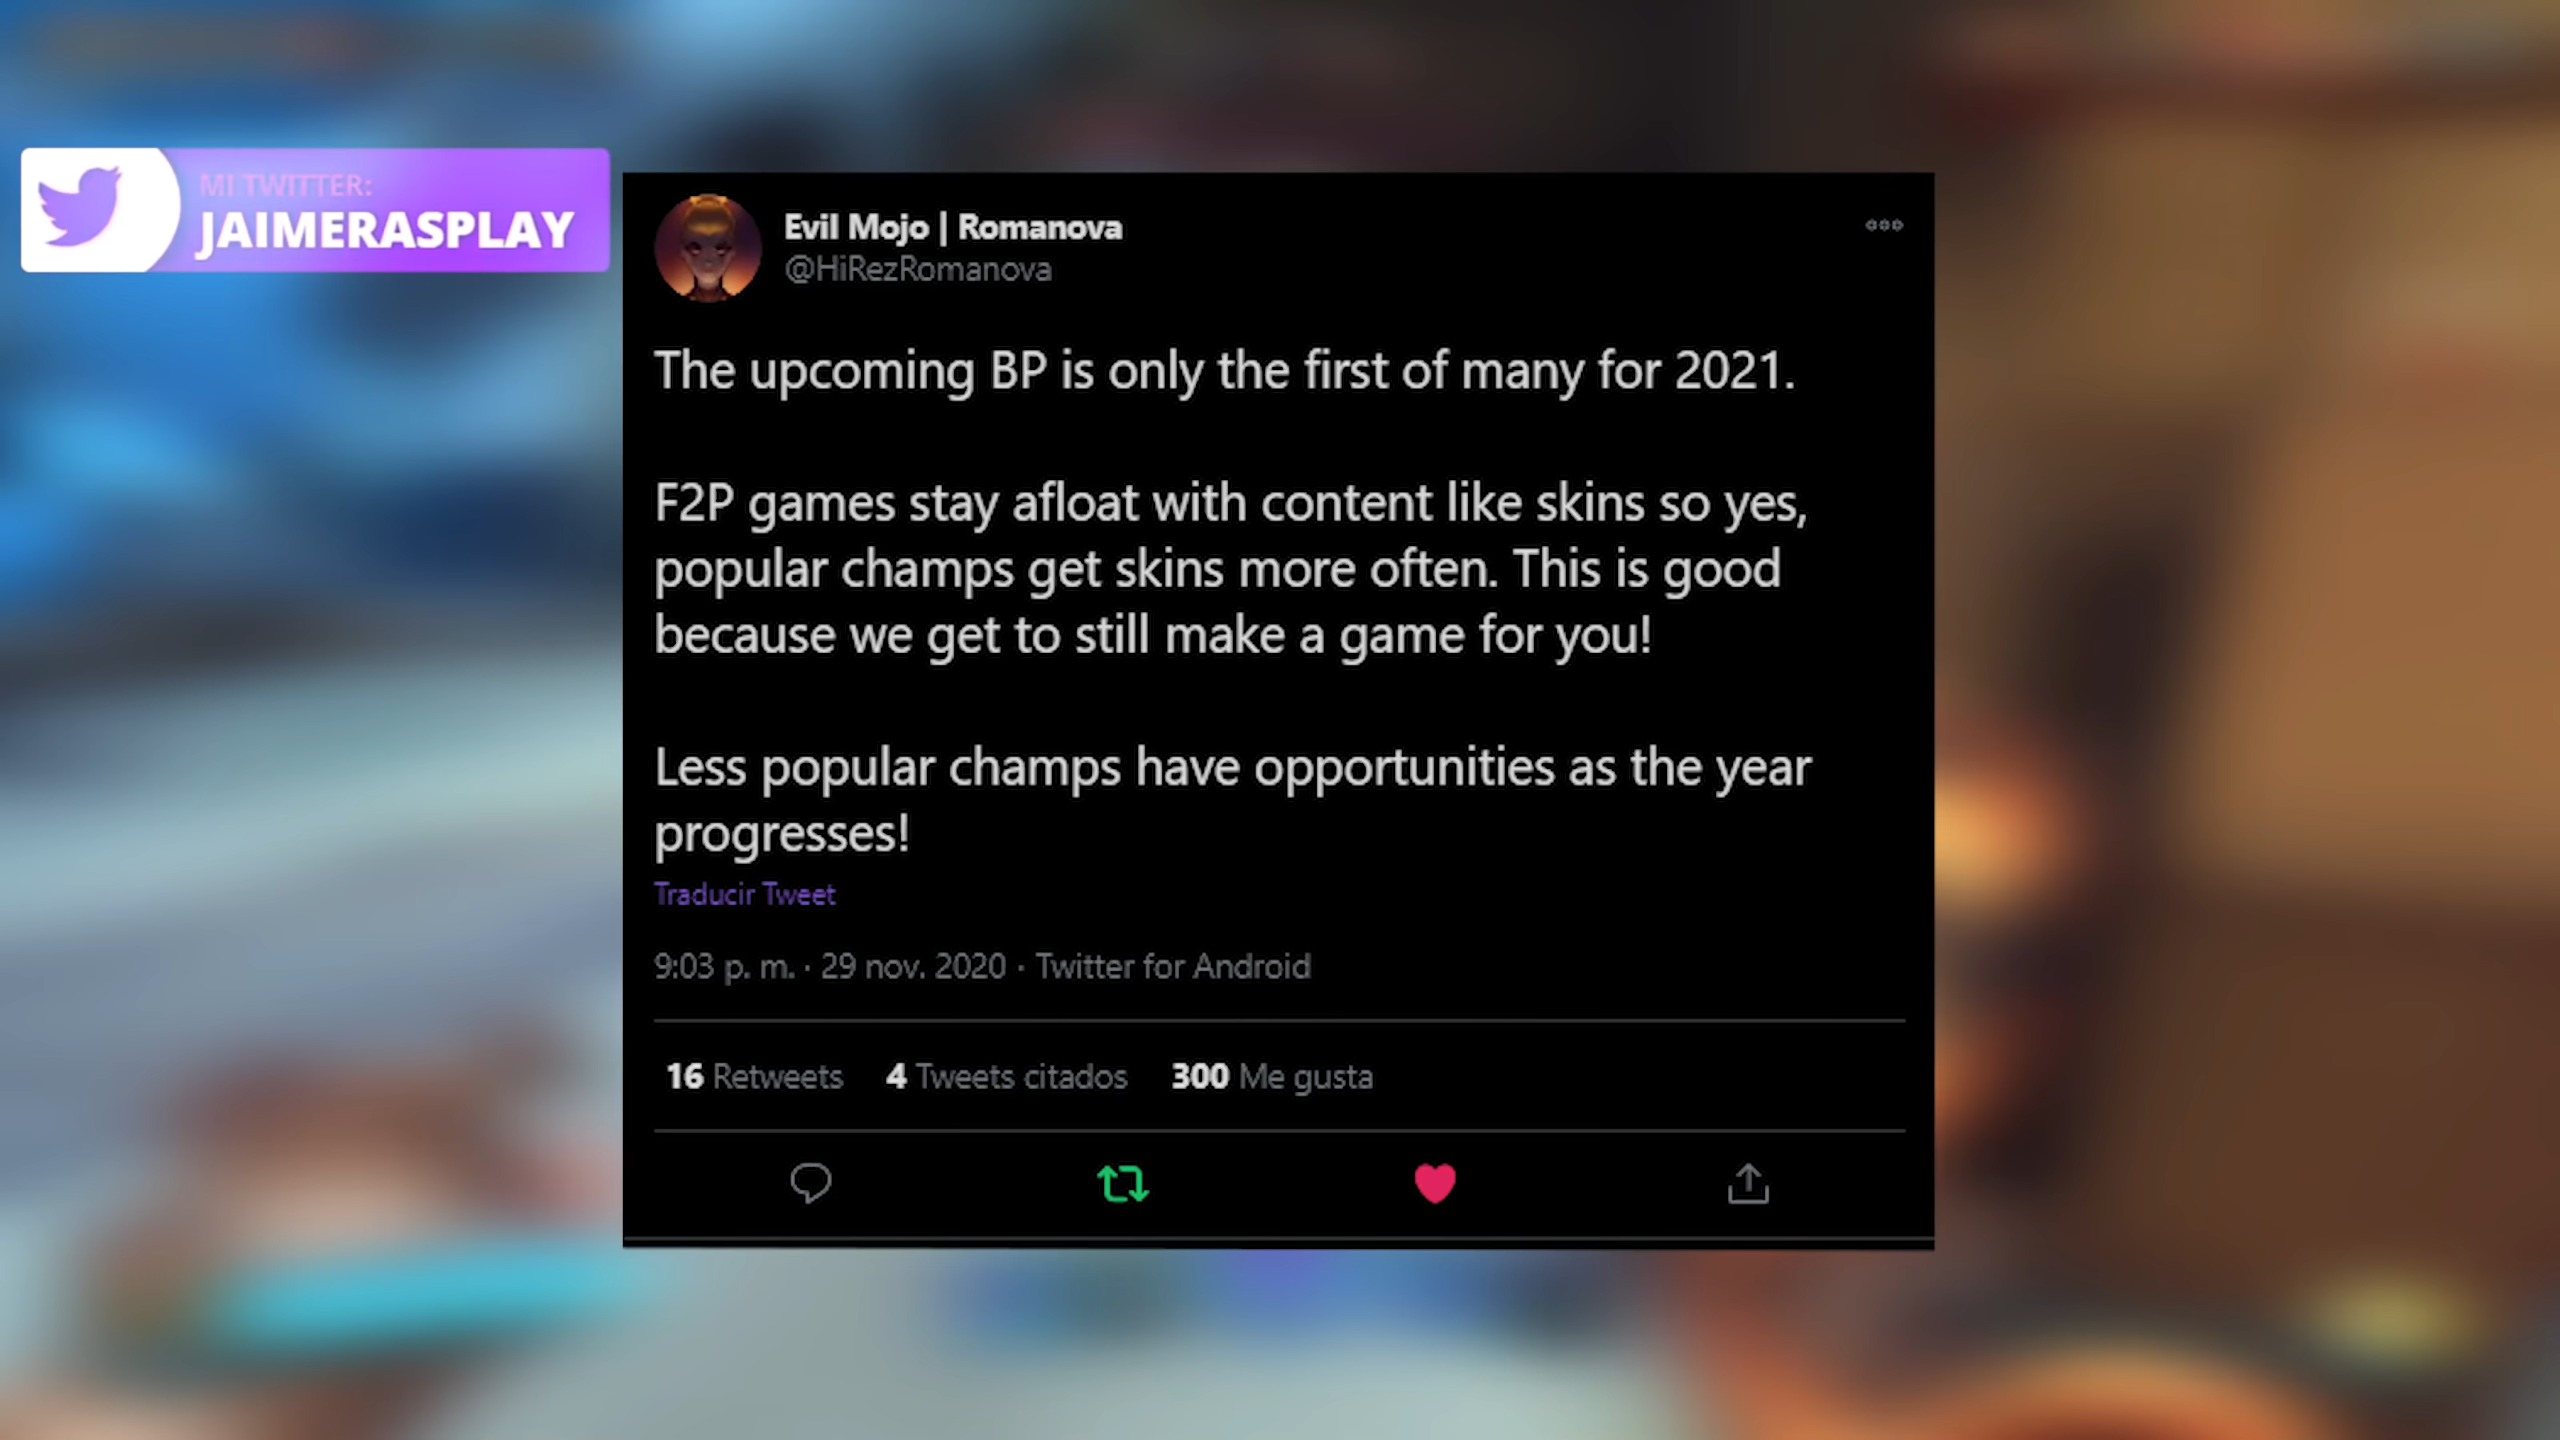 MI TWITTER:
JAIMERASPLAY
Evil Mojo | Romanova
@HiRezRomanova
The upcoming BP is only the first of many for 2021.
F2P games stay afloat with content like skins so yes,
popular champs get skins more often. This is good
because we get to still make a game for you!
Less popular champs have opportunities as the year
progresses!
Traducir Tweet
9:03 p. m. · 29 nov. 2020 · Twitter for Android
16 Retweets 4 Tweets citados 300 Me gusta